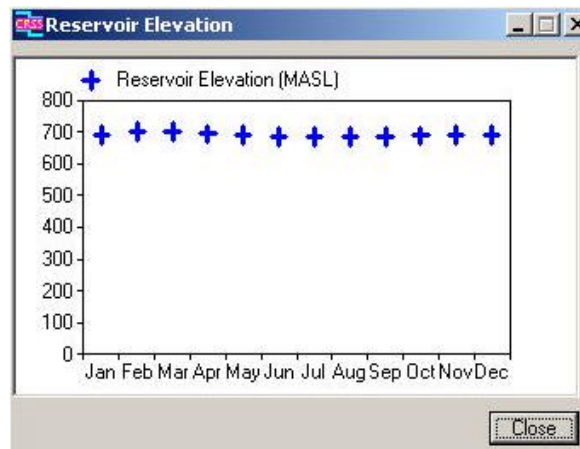 CRSS Reservoir Elevation
Reservoir Elevation (MASL)
800
700
600
500
400
300
200
100
0
Jan Feb Mar Apr May Jun Jul Aug Sep Oct Nov Dec
Close